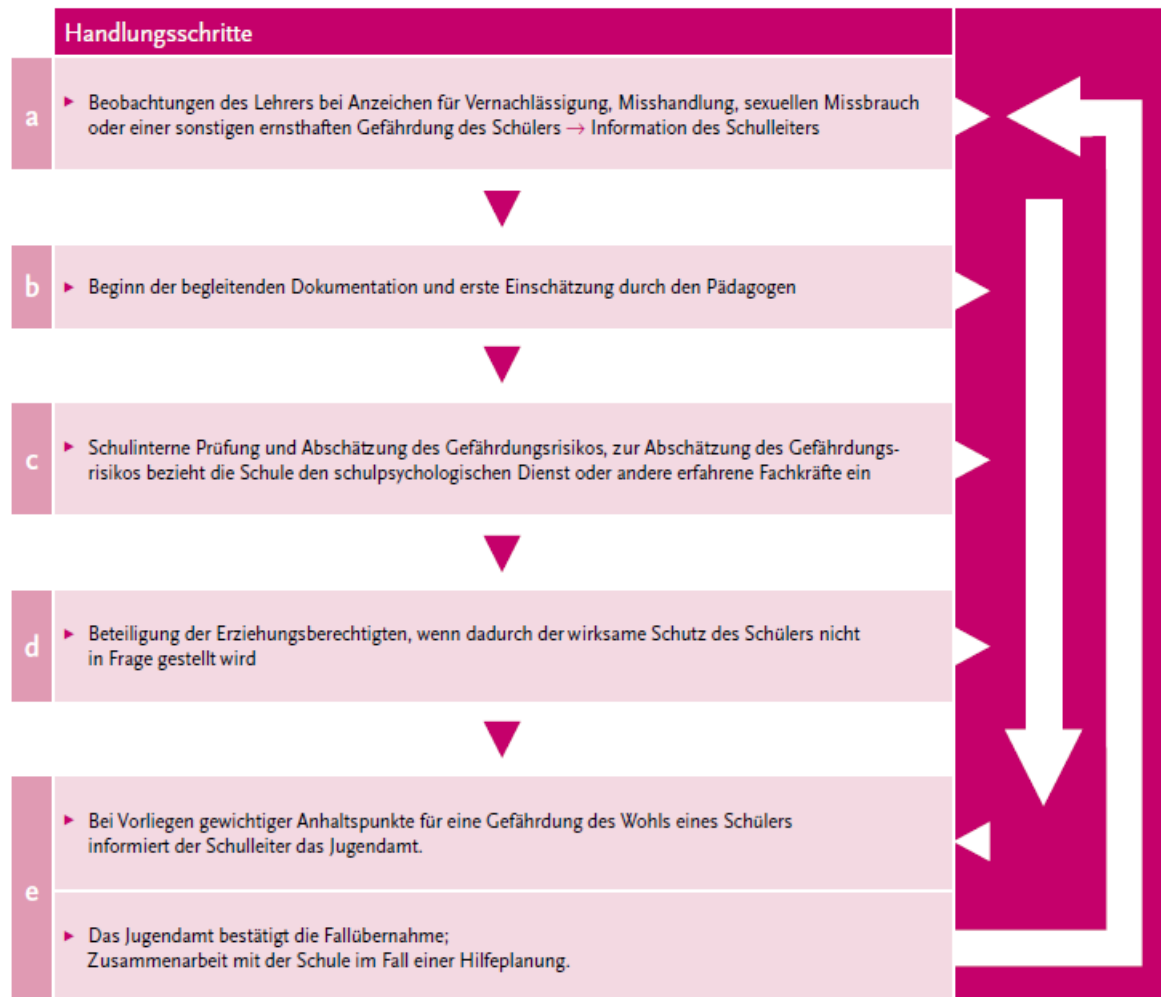 Handlungsschritte
a
▸ Beobachtungen des Lehrers bei Anzeichen für Vernachlässigung, Misshandlung, sexuellen Missbrauch
oder einer sonstigen ernsthaften Gefährdung des Schülers → Information des Schulleiters
b
▸ Beginn der begleitenden Dokumentation und erste Einschätzung durch den Pädagogen
c
▸ Schulinterne Prüfung und Abschätzung des Gefährdungsrisikos, zur Abschätzung des Gefährdungs-
risikos bezieht die Schule den schulpsychologischen Dienst oder andere erfahrene Fachkräfte ein
d
▸ Beteiligung der Erziehungsberechtigten, wenn dadurch der wirksame Schutz des Schülers nicht
in Frage gestellt wird
e
▸ Bei Vorliegen gewichtiger Anhaltspunkte für eine Gefährdung des Wohls eines Schülers
informiert der Schulleiter das Jugendamt.
▸ Das Jugendamt bestätigt die Fallübernahme;
Zusammenarbeit mit der Schule im Fall einer Hilfeplanung.